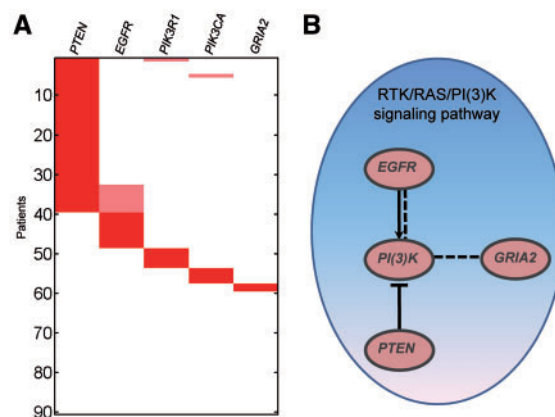 A
PTEN
EGFR
PIK3R1
PIK3CA
GRIA2
10
20
30
40
50
60
70
80
90
Patients
B
RTK/RAS/PI(3)K
signaling pathway
EGFR
PI(3)K
GRIA2
PTEN